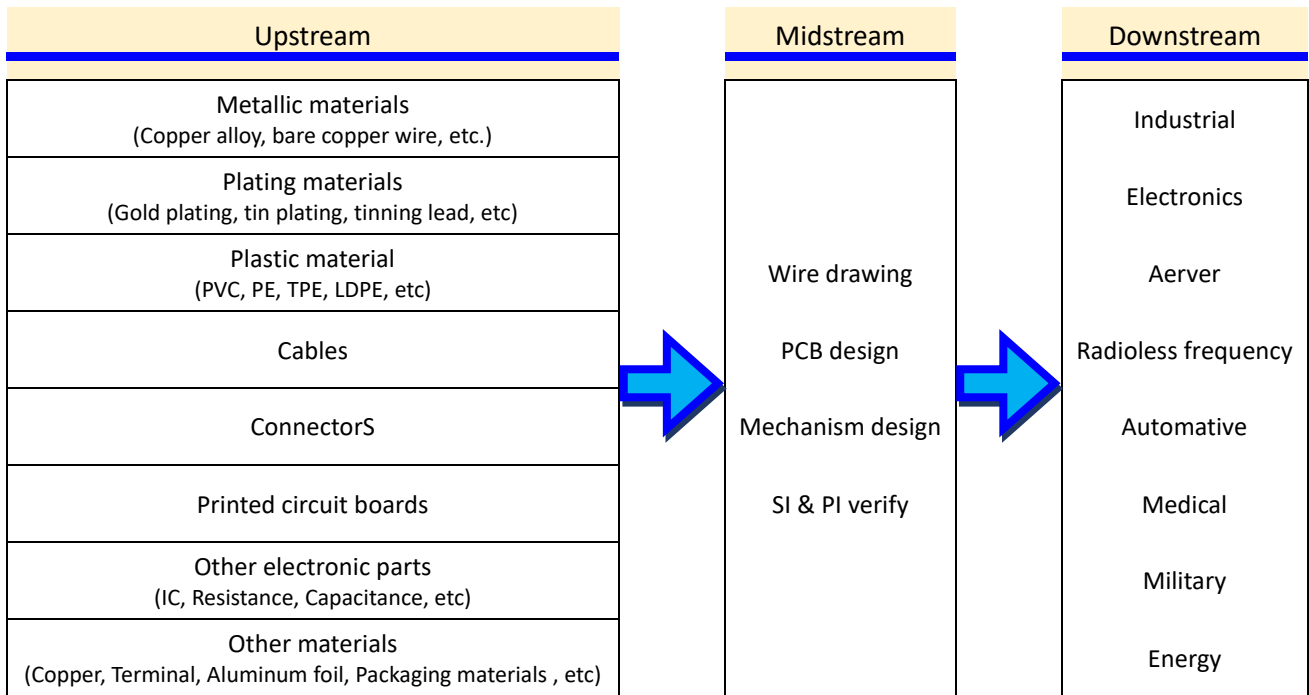 Upstream
Metallic materials
(Copper alloy, bare copper wire, etc.)
Plating materials
(Gold plating, tin plating, tinning lead, etc)
Plastic material
(PVC, PE, TPE, LDPE, etc)
Cables
ConnectorS
Printed circuit boards
Other electronic parts
(IC, Resistance, Capacitance, etc)
Other materials
(Copper, Terminal, Aluminum foil, Packaging materials , etc)
Midstream
Wire drawing
PCB design
Mechanism design
SI & PI verify
Downstream
Industrial
Electronics
Aerver
Radioless frequency
Automative
Medical
Military
Energy